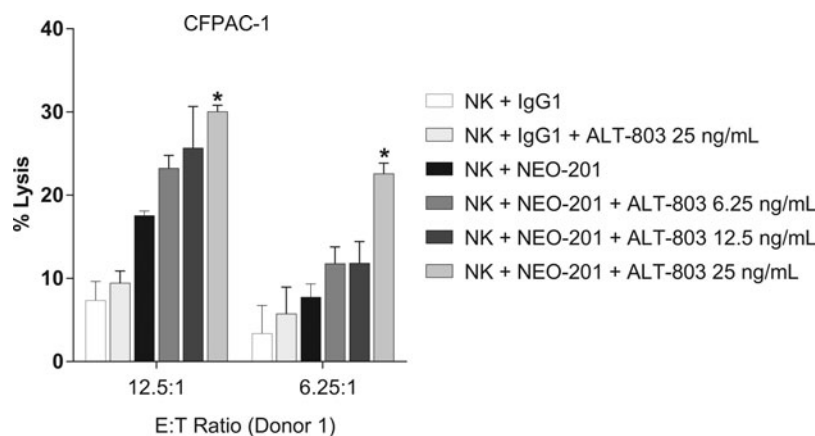 CFPAC-1
40
30
20
10
0
% Lysis
*
*
12.5:1
6.25:1
E:T Ratio (Donor 1)
NK + IgG1
NK + IgG1 + ALT-803 25 ng/mL
NK + NEO-201
NK + NEO-201 + ALT-803 6.25 ng/mL
NK + NEO-201 + ALT-803 12.5 ng/mL
NK + NEO-201 + ALT-803 25 ng/mL